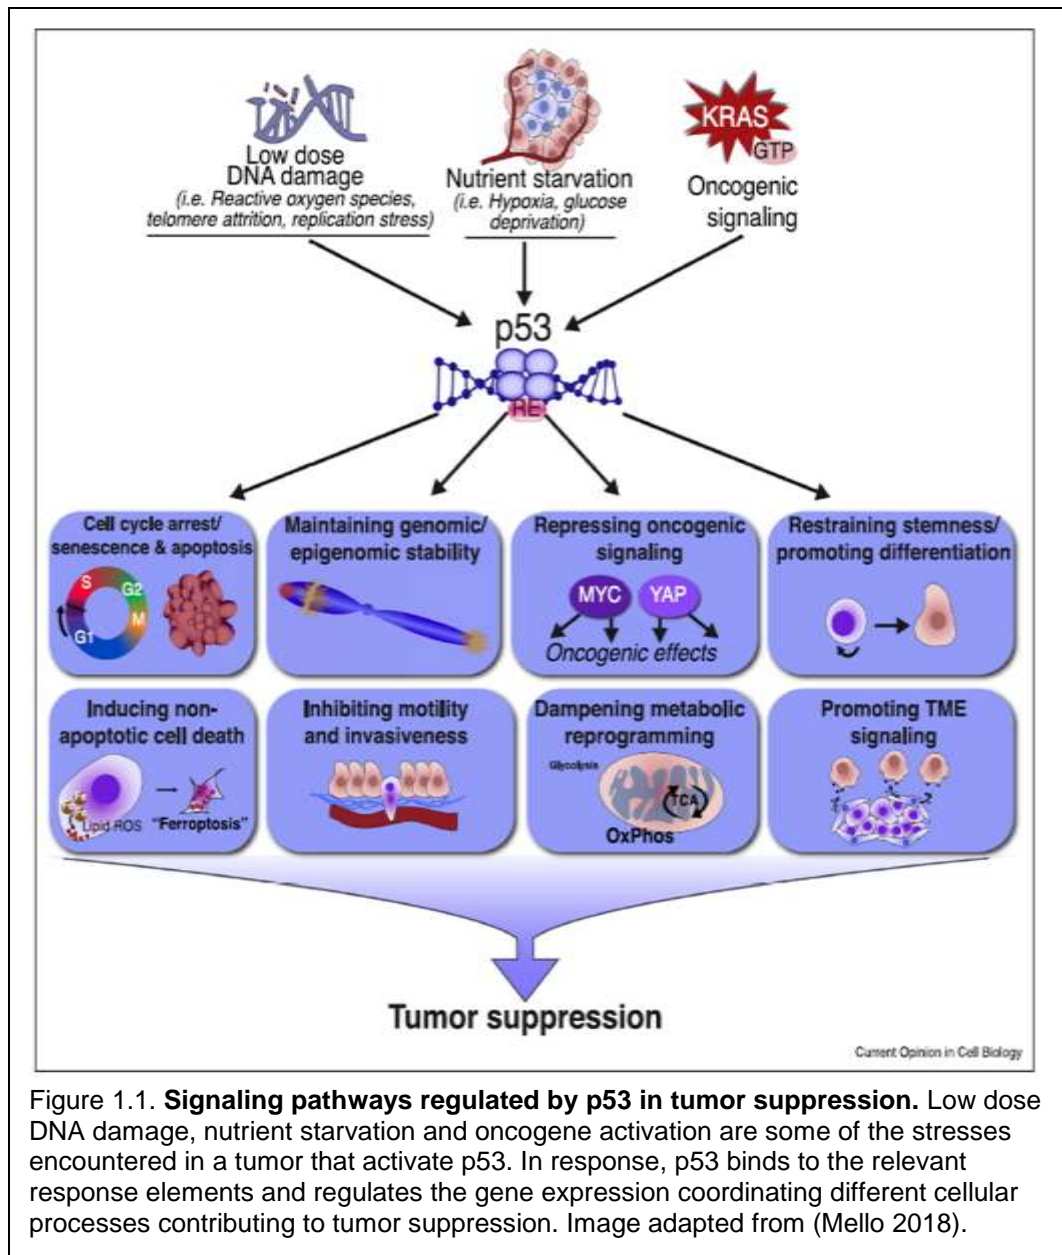 Low dose
DNA damage
(i.e. Reactive oxygen species,
telomere attrition, replication stress)
Nutrient starvation
(i.e. Hypoxia, glucose
deprivation)
KRAS
GTP
Oncogenic
signaling
p53
RE
Cell cycle arrest/
senescence & apoptosis
S
G2
M
G1
Maintaining genomic/
epigenomic stability
Repressing oncogenic
signaling
MYC YAP
Oncogenic effects
Restraining stemness/
promoting differentiation
Inducing non-
apoptotic cell death
Lipid ROS
"Ferroptosis"
Inhibiting motility
and invasiveness
Dampening metabolic
reprogramming
Glycolysis
TCA
OxPhos
Promoting TME
signaling
Tumor suppression
Current Opinion in Cell Biology
Figure 1.1. Signaling pathways regulated by p53 in tumor suppression. Low dose
DNA damage, nutrient starvation and oncogene activation are some of the stresses
encountered in a tumor that activate p53. In response, p53 binds to the relevant
response elements and regulates the gene expression coordinating different cellular
processes contributing to tumor suppression. Image adapted from (Mello 2018).